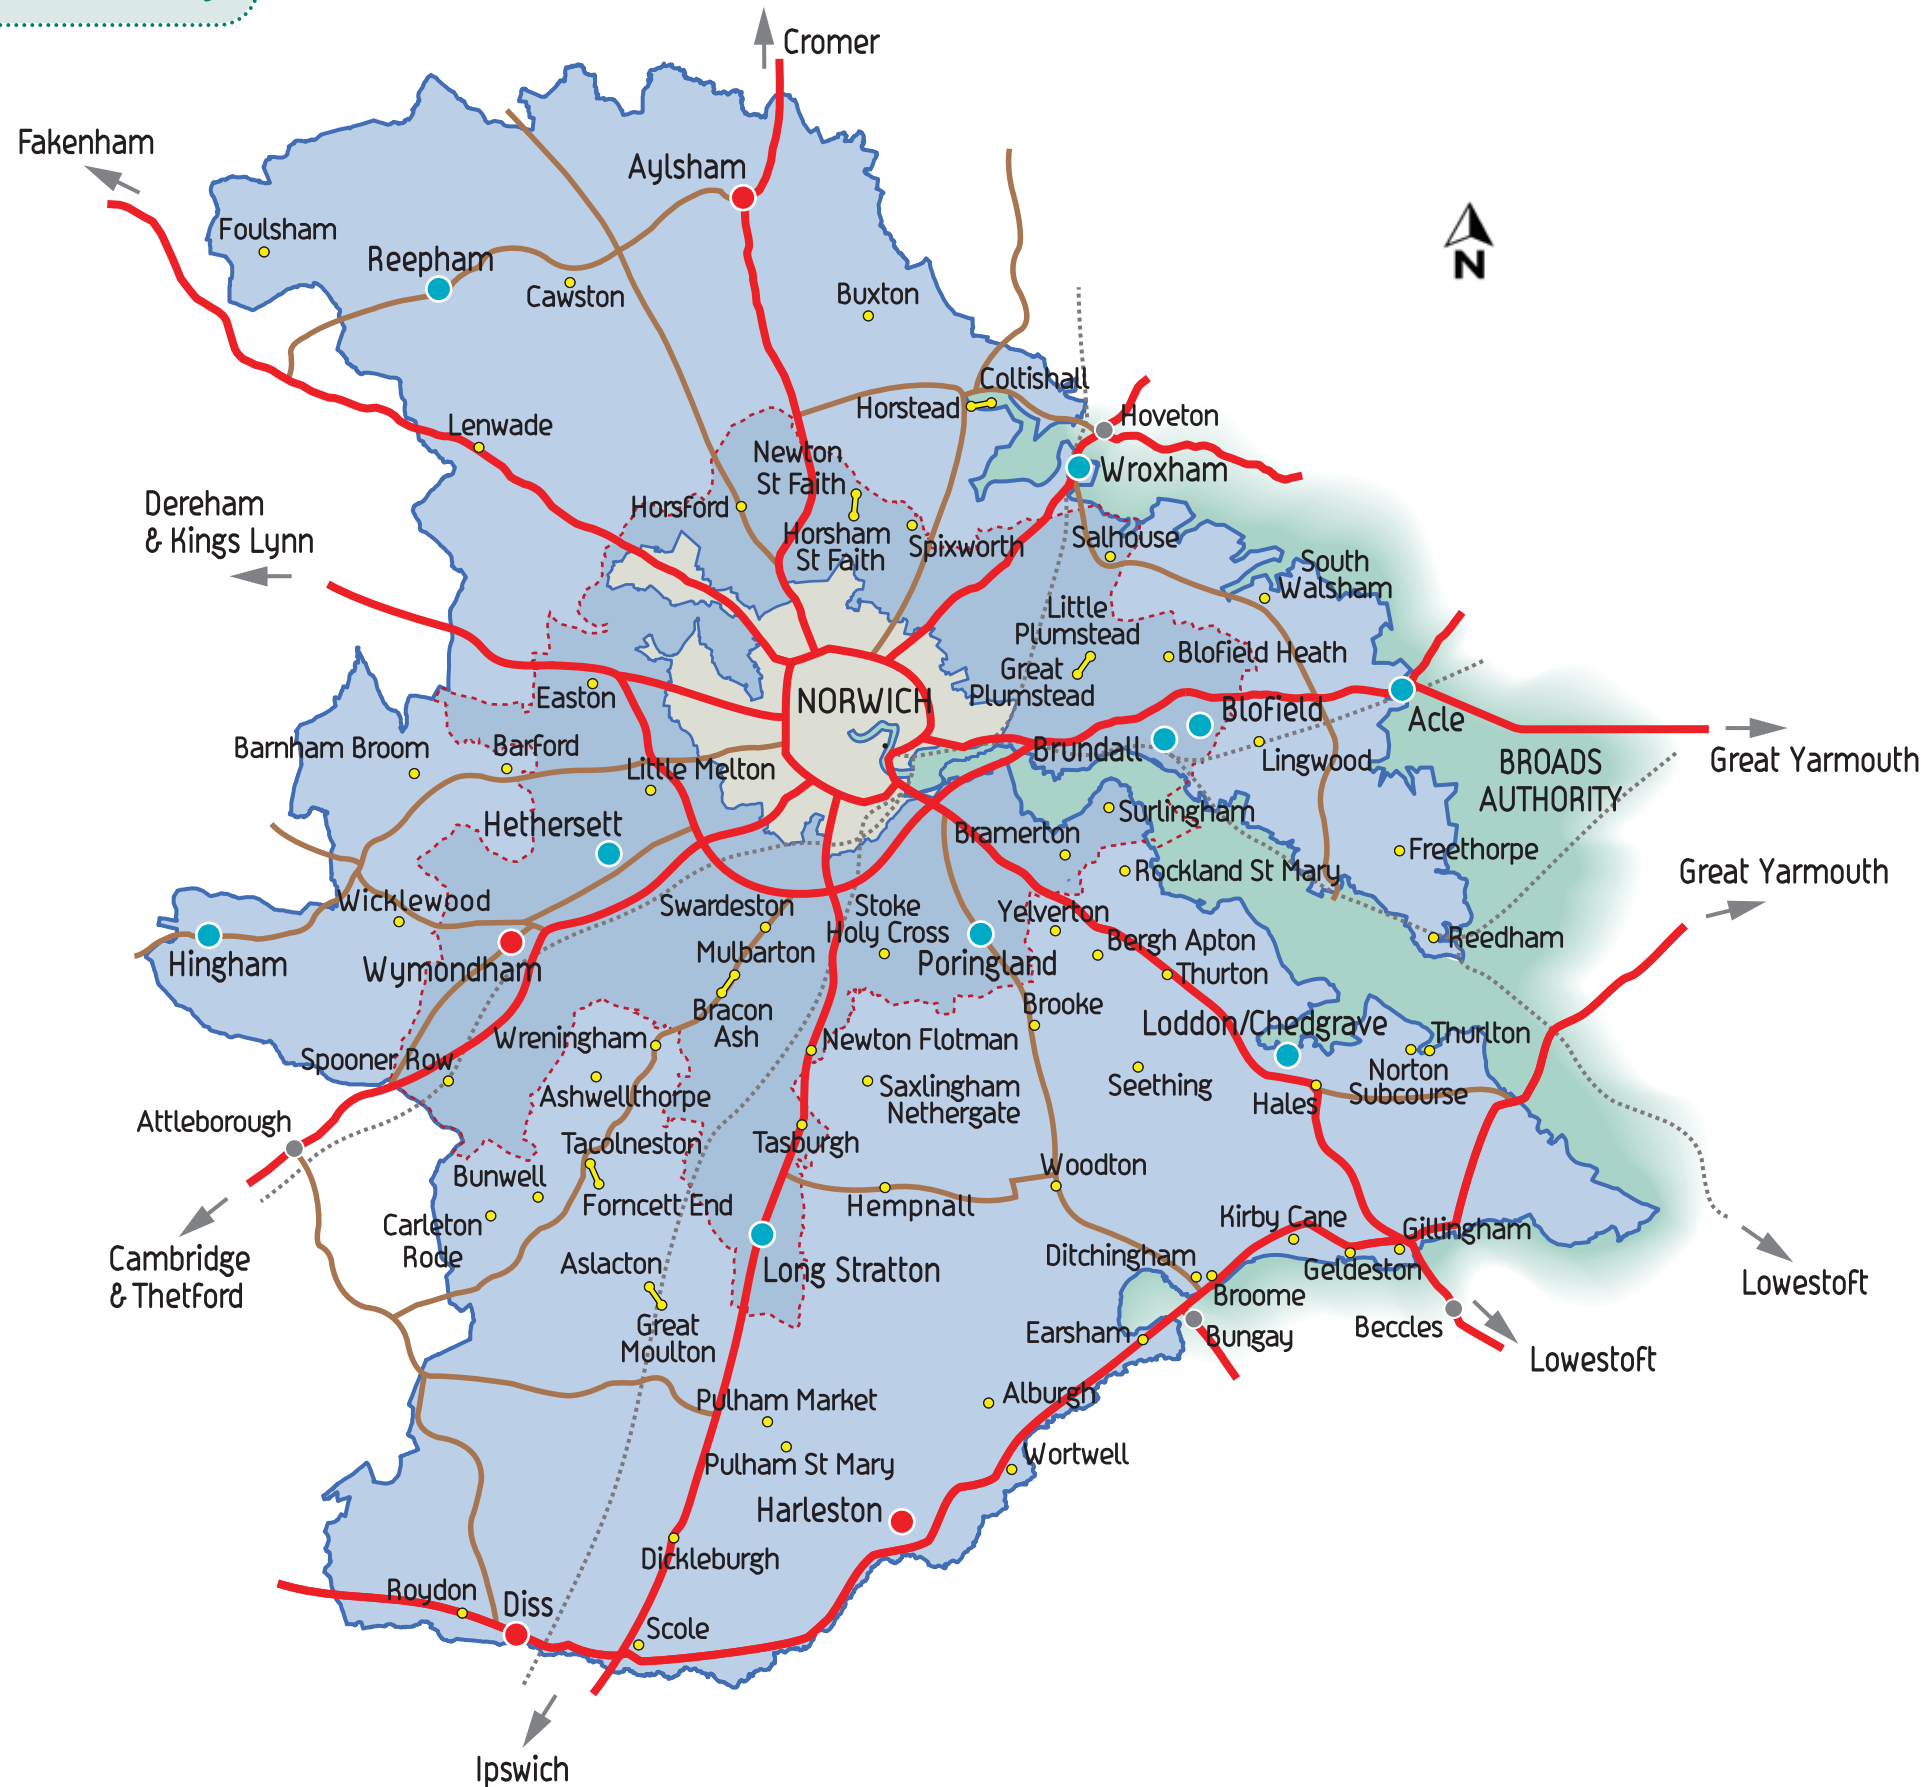 Cromer
Fakenham
Aylsham
Foulsham
Reepham
Cawston
Buxton
N
Coltishall
Horstead
Hoveton
Lenwade
Newton
St Faith
Wroxham
Dereham
& Kings Lynn
Horsford
Horsham
St Faith
Spixworth
Salhouse
South
Walsham
Little
Plumstead
Great
Plumstead
Blofield Heath
Easton
NORWICH
Blofield
Acle
Barnham Broom
Barford
Little Melton
Brundall
Lingwood
BROADS
AUTHORITY
Great Yarmouth
Hethersett
Surlingham
Bramerton
Freethorpe
Rockland St Mary
Great Yarmouth
Wicklewood
Swardeston
Stoke
Holy Cross
Yelverton
Hingham
Wymondham
Mulbarton
Poringland
Bergh Apton
Reedham
Thurton
Bracon
Ash
Brooke
Wreningham
Newton Flotman
Loddon/Chedgrave
Thurlton
Spooner Row
Ashwellthorpe
Saxlingham
Nethergate
Seething
Hales
Norton
Subcourse
Attleborough
Tacolneston
Tasburgh
Bunwell
Forncett End
Hempnall
Woodton
Carleton
Rode
Kirby Cane
Gillingham
Cambridge
& Thetford
Aslacton
Long Stratton
Ditchingham
Geldeston
Lowestoft
Broome
Great
Moulton
Earsham
Bungay
Beccles
Lowestoft
Pulham Market
Alburgh
Pulham St Mary
Wortwell
Harleston
Dickleburgh
Roydon
Diss
Scole
Ipswich